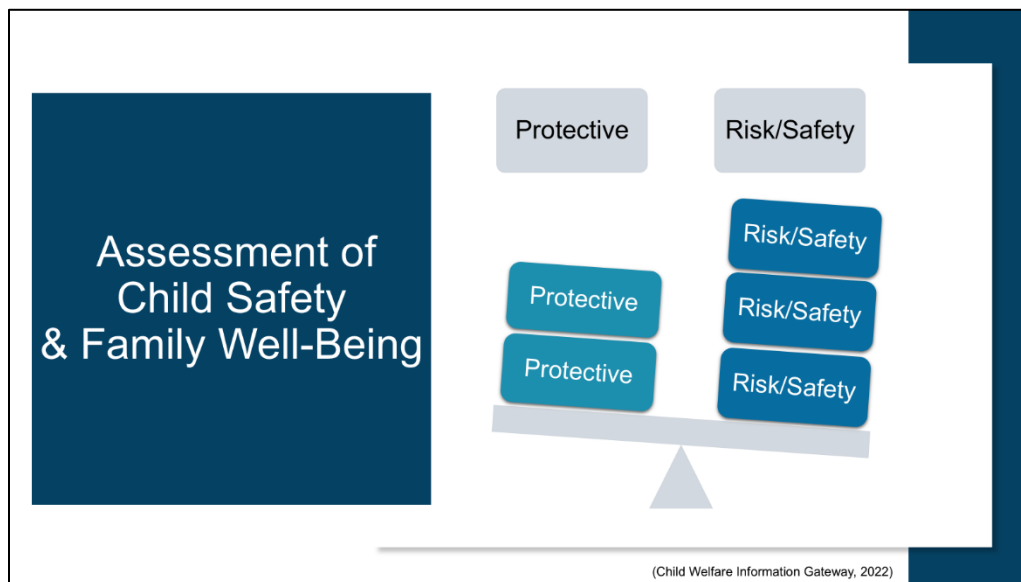 Assessment of
Child Safety
& Family Well-Being
Protective
Risk/Safety
Protective
Protective
Risk/Safety
Risk/Safety
Risk/Safety
(Child Welfare Information Gateway, 2022)